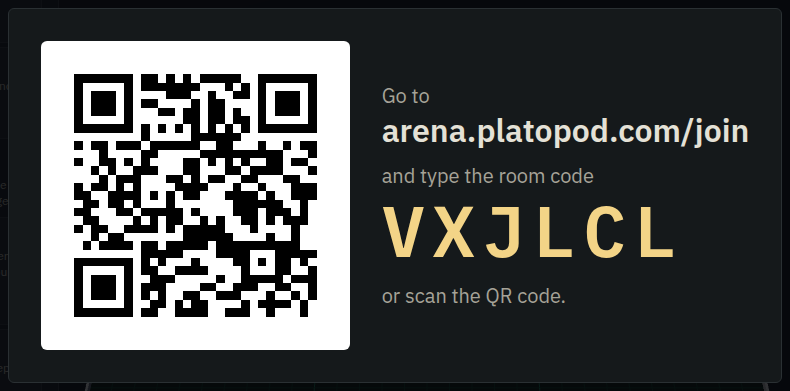 Go to
arena.platopod.com/join
and type the room code
VXJLCL
or scan the QR code.